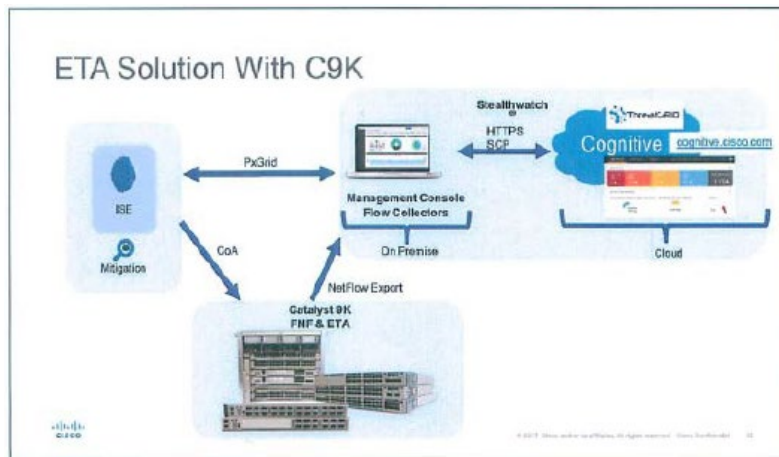 ETA Solution With C9K
Stealthwatch
ThreatGRID
HTTPS
SCP
Cognitive
cognitive.cisco.com
PxGrid
ISE
Management Console
Flow Collectors
On Premise
Cloud
Mitigation
CoA
NetFlow Export
Catalyst 9K
FNF & ETA
CISCO